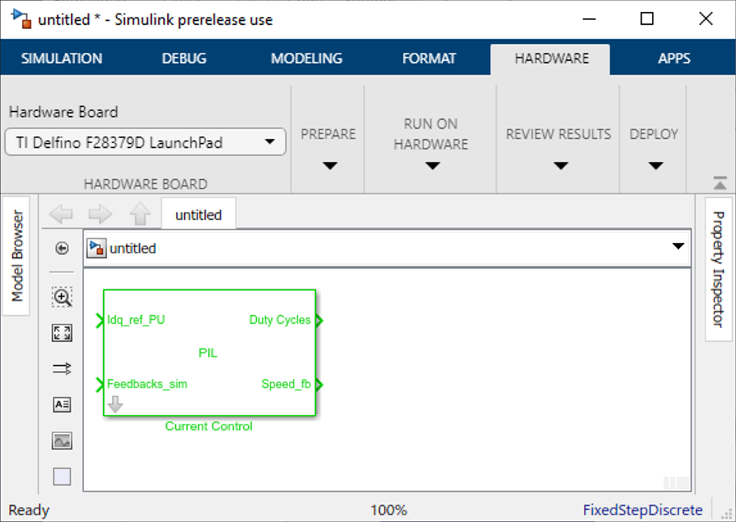 untitled * - Simulink prerelease use
SIMULATION DEBUG MODELING FORMAT HARDWARE APPS
Hardware Board
TI Delfino F28379D LaunchPad
HARDWARE BOARD
PREPARE
RUN ON
HARDWARE
REVIEW RESULTS
DEPLOY
Model Browser
untitled
untitled
Property Inspector
Idq_ref_PU
Duty Cycles
PIL
Feedbacks_sim
Speed_fb
Current Control
A
Ready
100%
FixedStepDiscrete